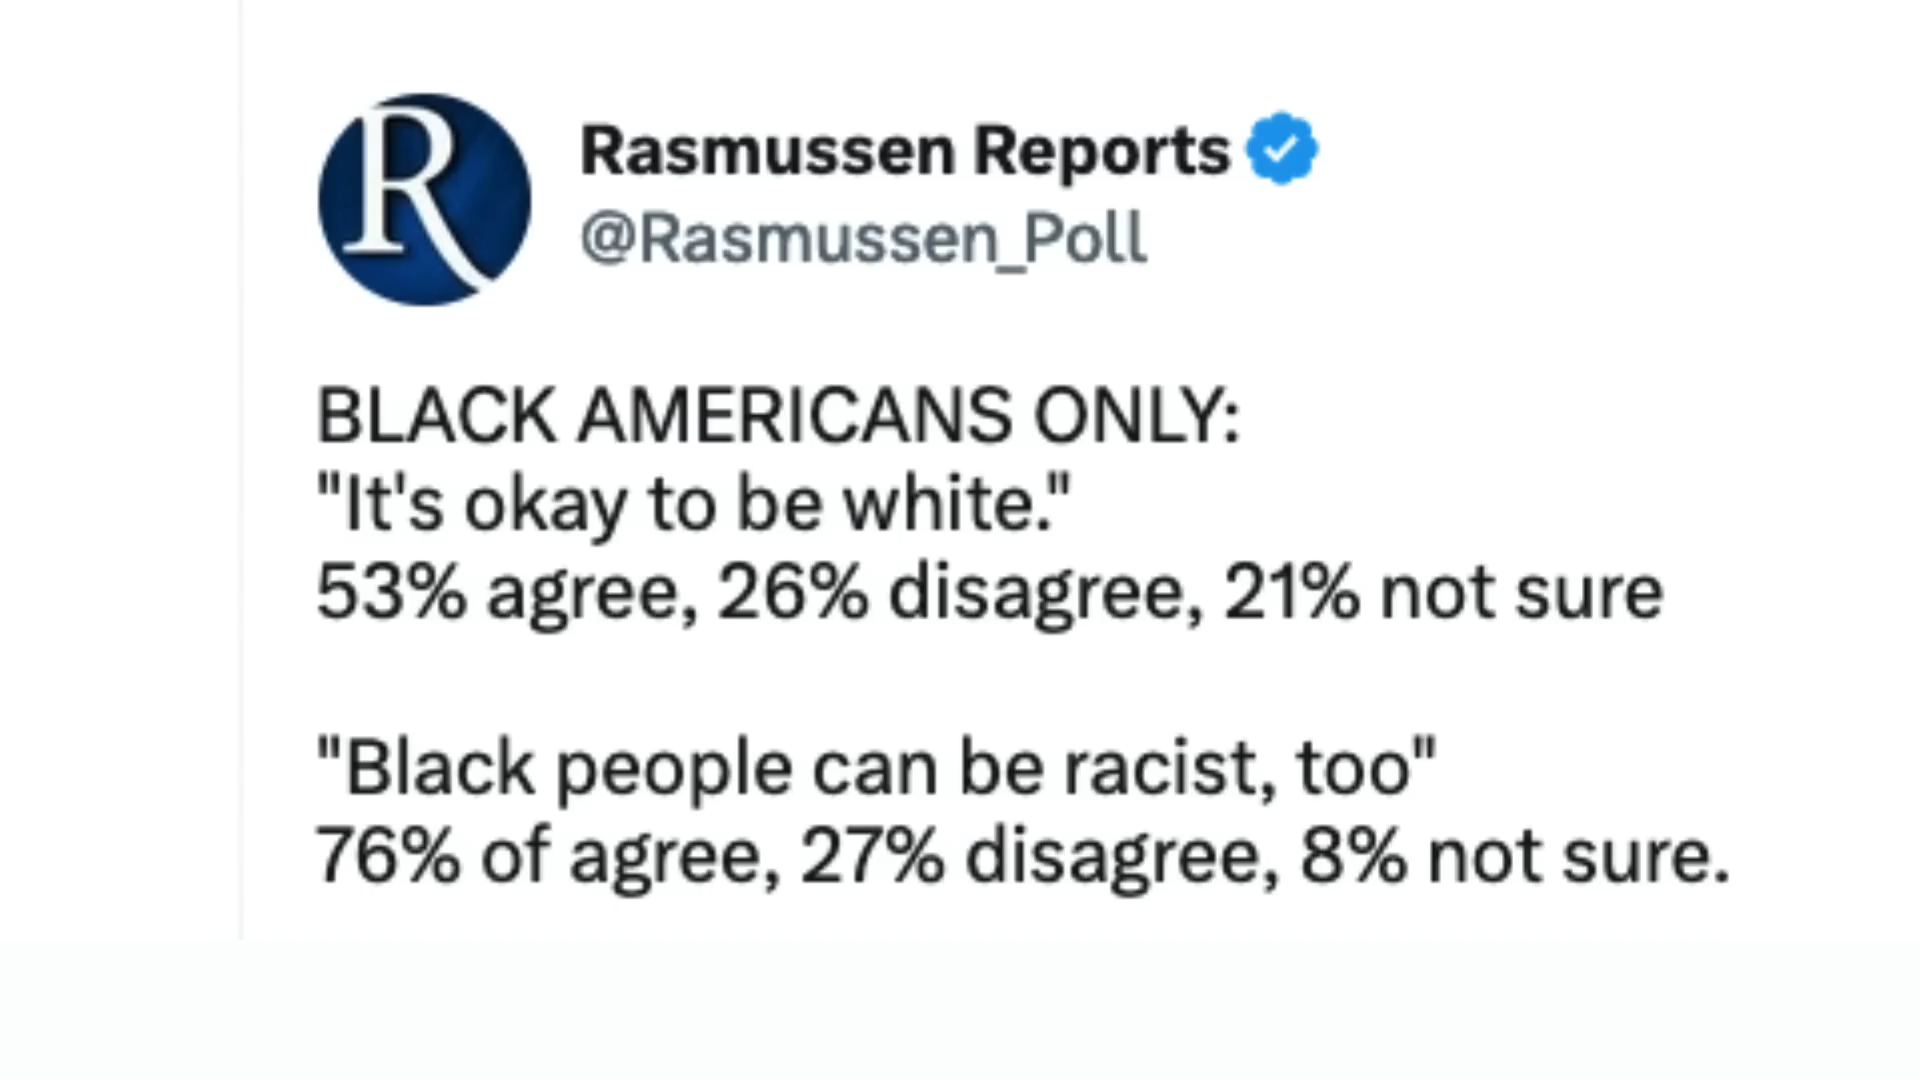 R
Rasmussen Reports
@Rasmussen_Poll
BLACK AMERICANS ONLY:
"It's okay to be white."
53% agree, 26% disagree, 21% not sure
"Black people can be racist, too"
76% of agree, 27% disagree, 8% not sure.